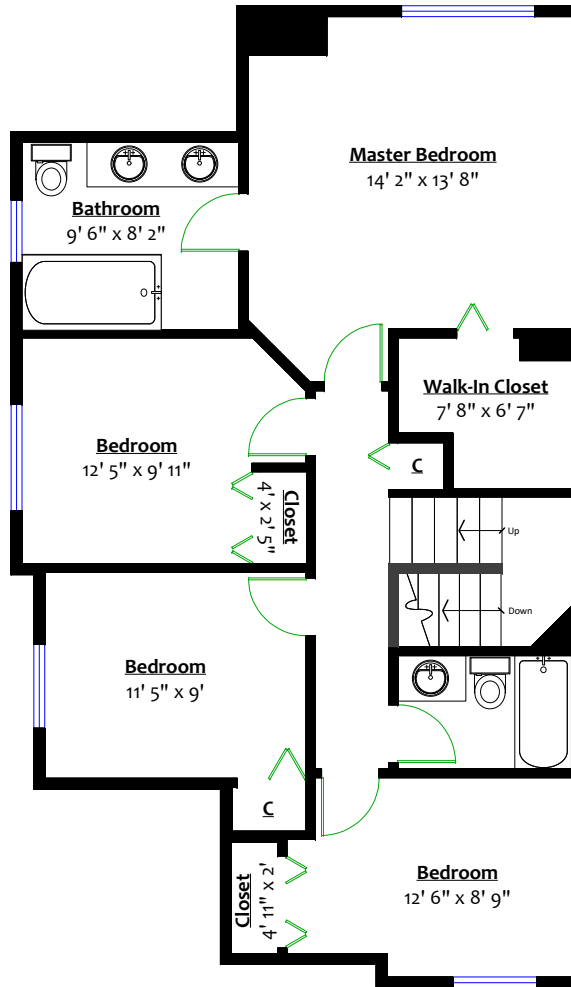 Master Bedroom
14' 2" x 13' 8"
Bathroom
9' 6" x 8' 2"
Walk-In Closet
7' 8" x 6' 7"
Bedroom
12' 5" x 9' 11"
C
Closet
4' x 2' 5"
Up
Down
Bedroom
11' 5" x 9'
C
Closet
4' 11" x 2'
Bedroom
12' 6" x 8' 9"